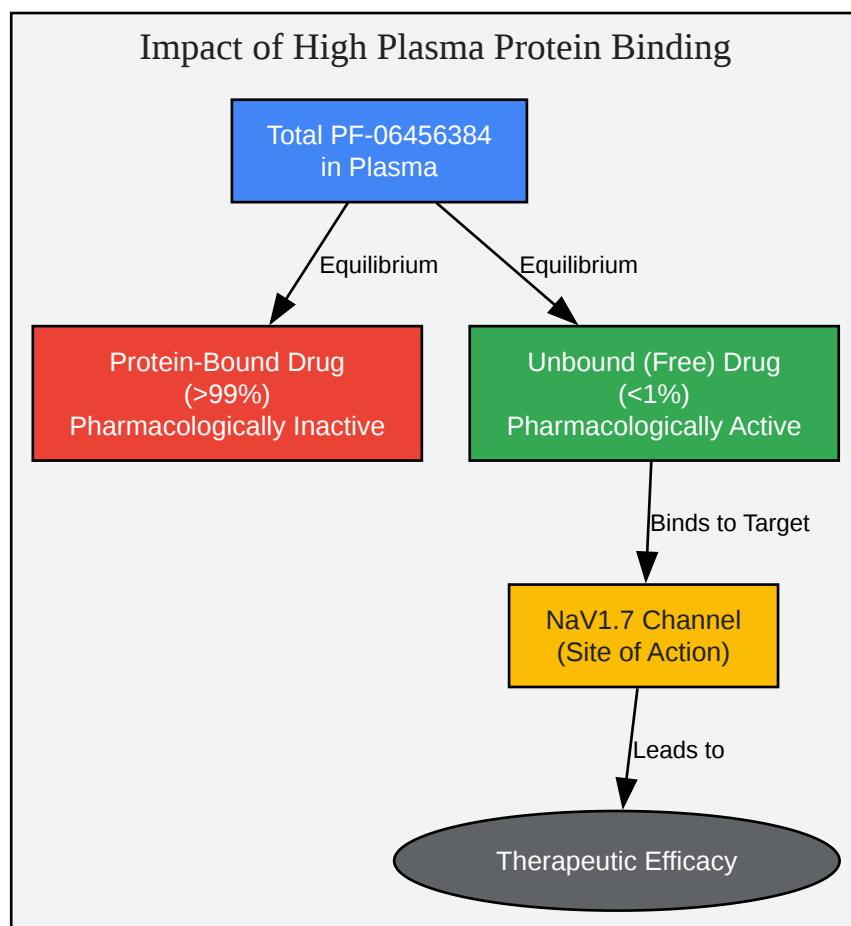 Impact of High Plasma Protein Binding
Total PF-06456384
in Plasma
Equilibrium
Equilibrium
Protein-Bound Drug
(>99%)
Pharmacologically Inactive
Unbound (Free) Drug
(<1%)
Pharmacologically Active
Binds to Target
NaV1.7 Channel
(Site of Action)
Leads to
Therapeutic Efficacy